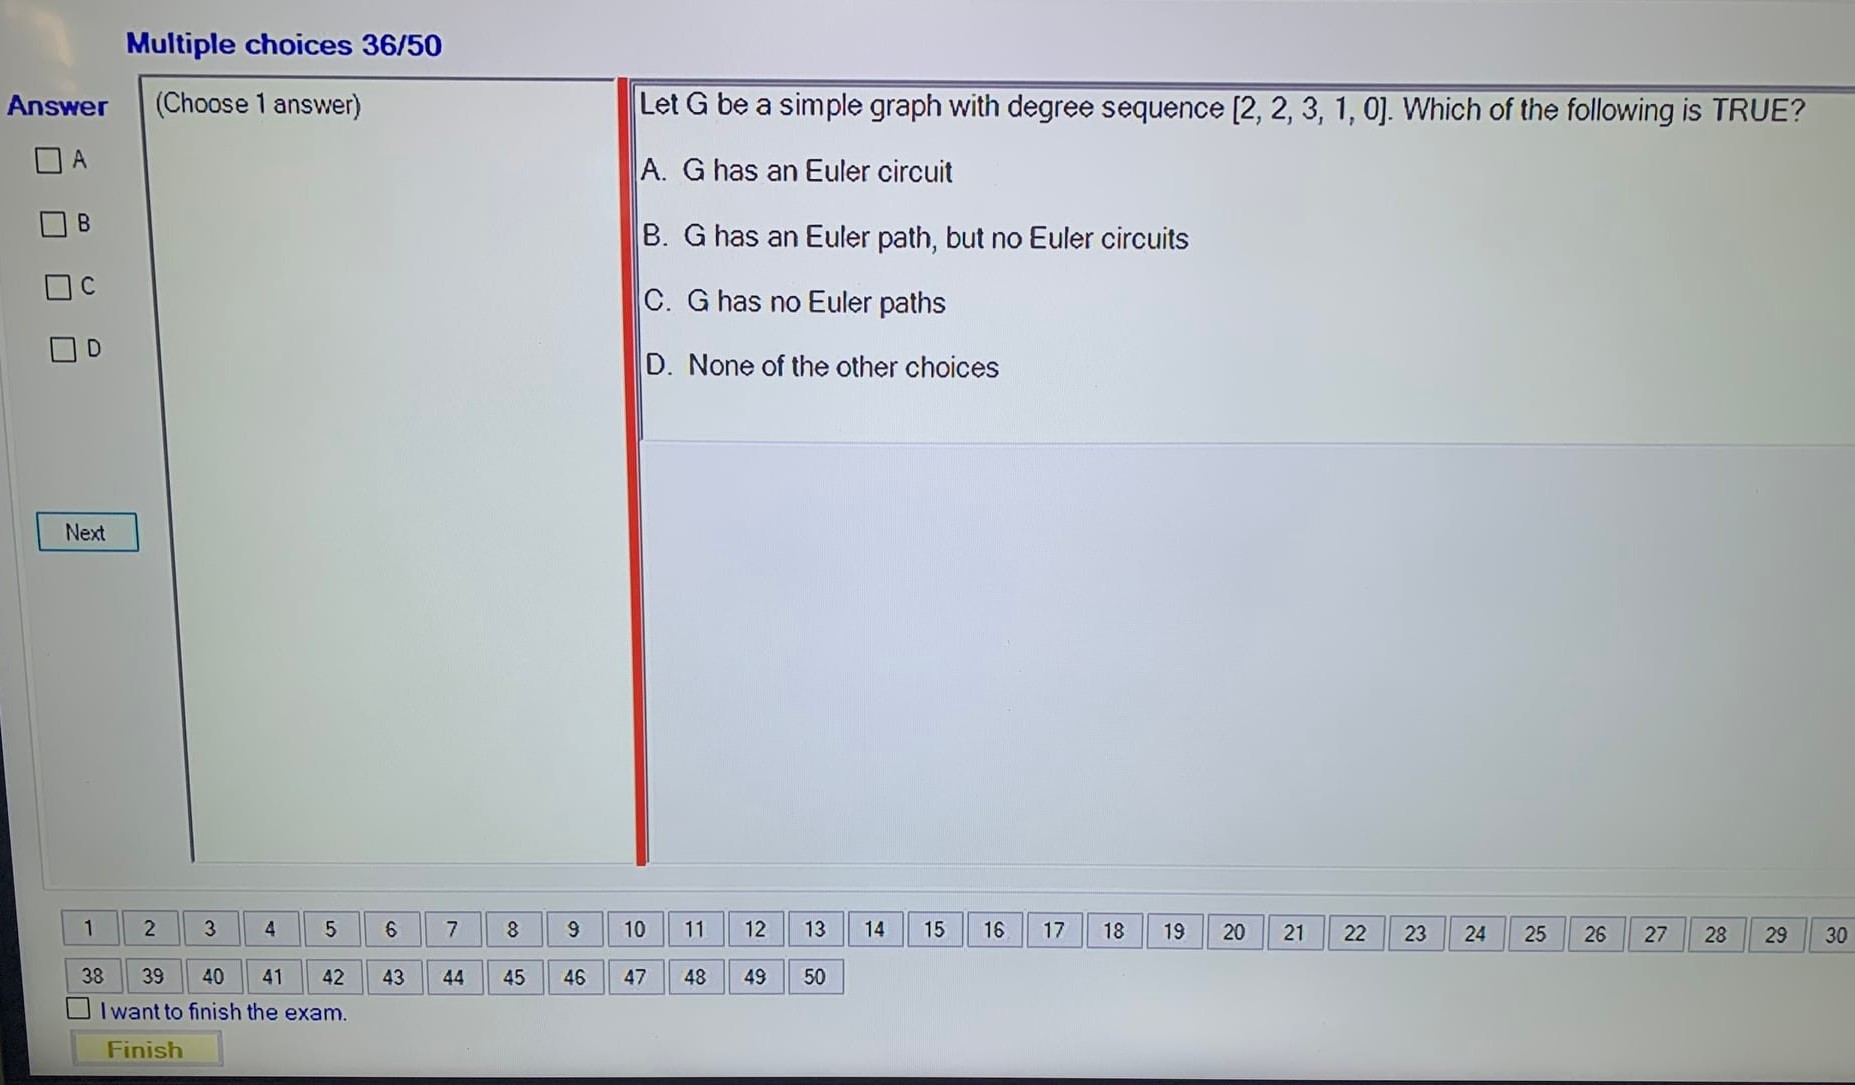 Multiple choices 36/50
Answer
(Choose 1 answer)
A
B
C
D
Next
Let G be a simple graph with degree sequence [2, 2, 3, 1, 0]. Which of the following is TRUE?
A. G has an Euler circuit
B. G has an Euler path, but no Euler circuits
C. G has no Euler paths
D. None of the other choices
1 2 3 4 5 6 7 8 9 10 11 12 13 14 15 16 17 18 19 20 21 22 23 24 25 26 27 28 29 30
38 39 40 41 42 43 44 45 46 47 48 49 50
I want to finish the exam.
Finish